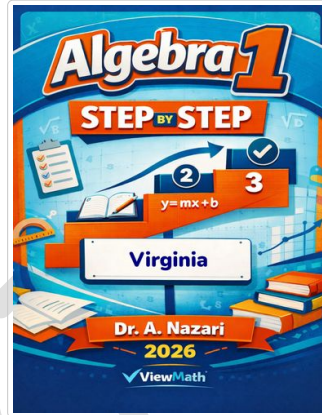 Algebra 1
STEP BY STEP
2
3
y=mx+b
Virginia
Dr. A. Nazari
2026
ViewMath